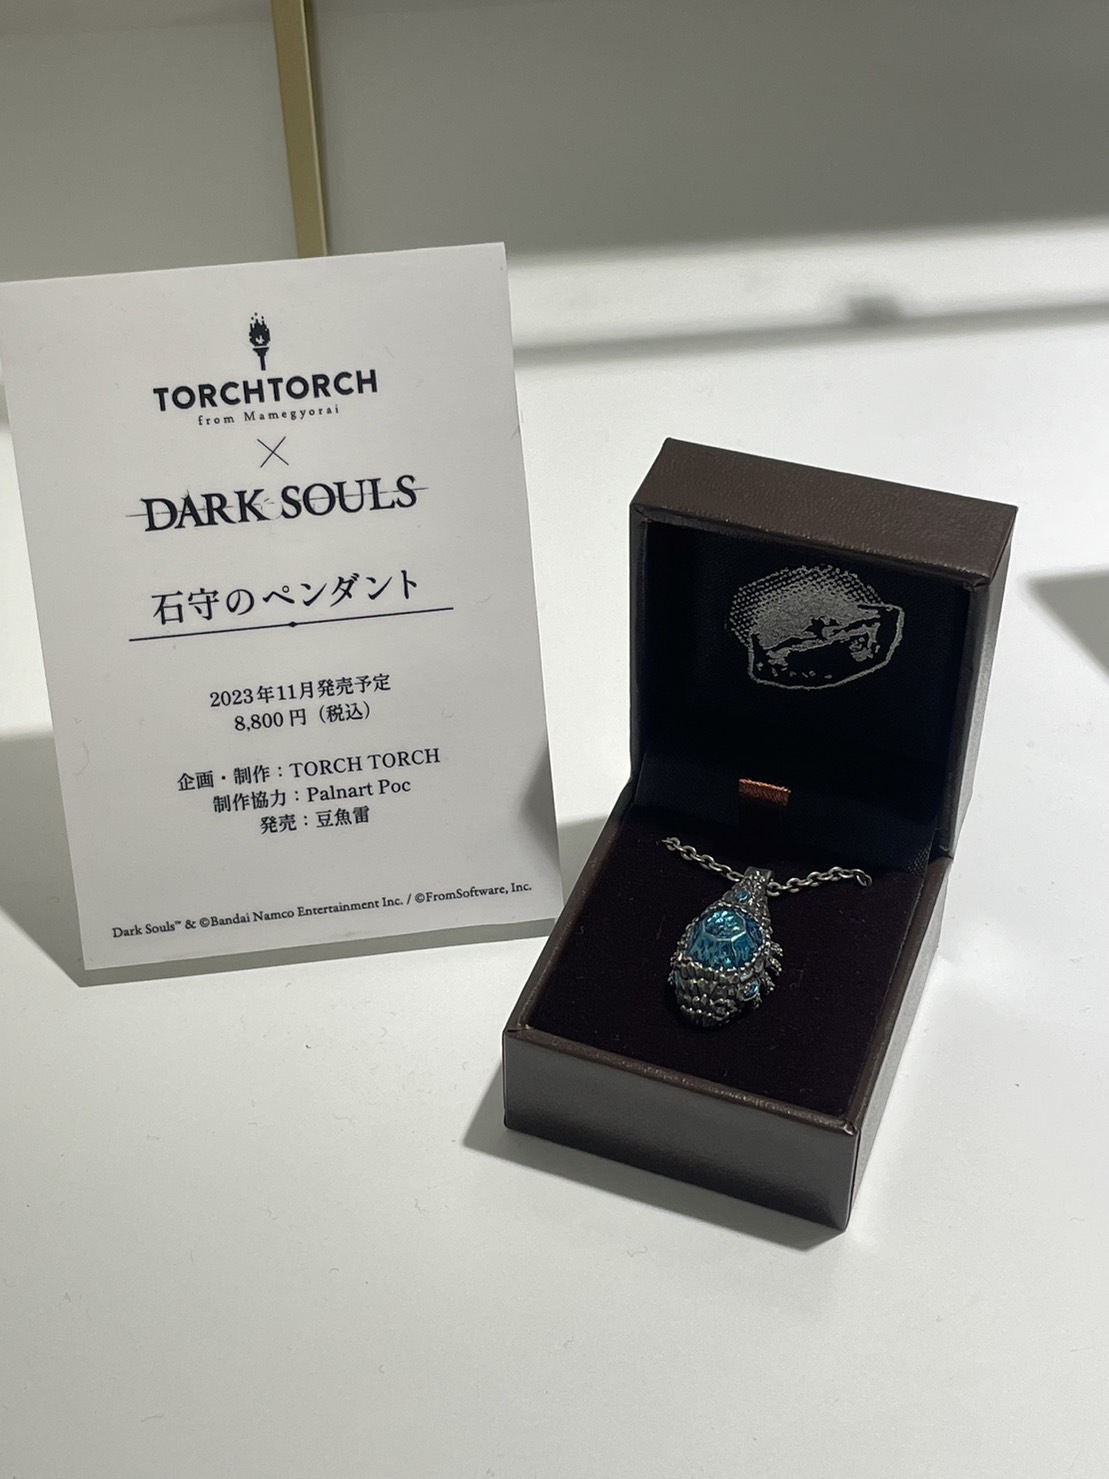 TORCHTORCH
from Mamegyorai
×
DARK SOULS
石守のペンダント
2023年11月発売予定
8,800円（税込）
企画・制作：TORCH TORCH
制作協力：Palnart Poc
発売：豆魚雷
Dark Souls™ & ©Bandai Namco Entertainment Inc. / ©FromSoftware, Inc.